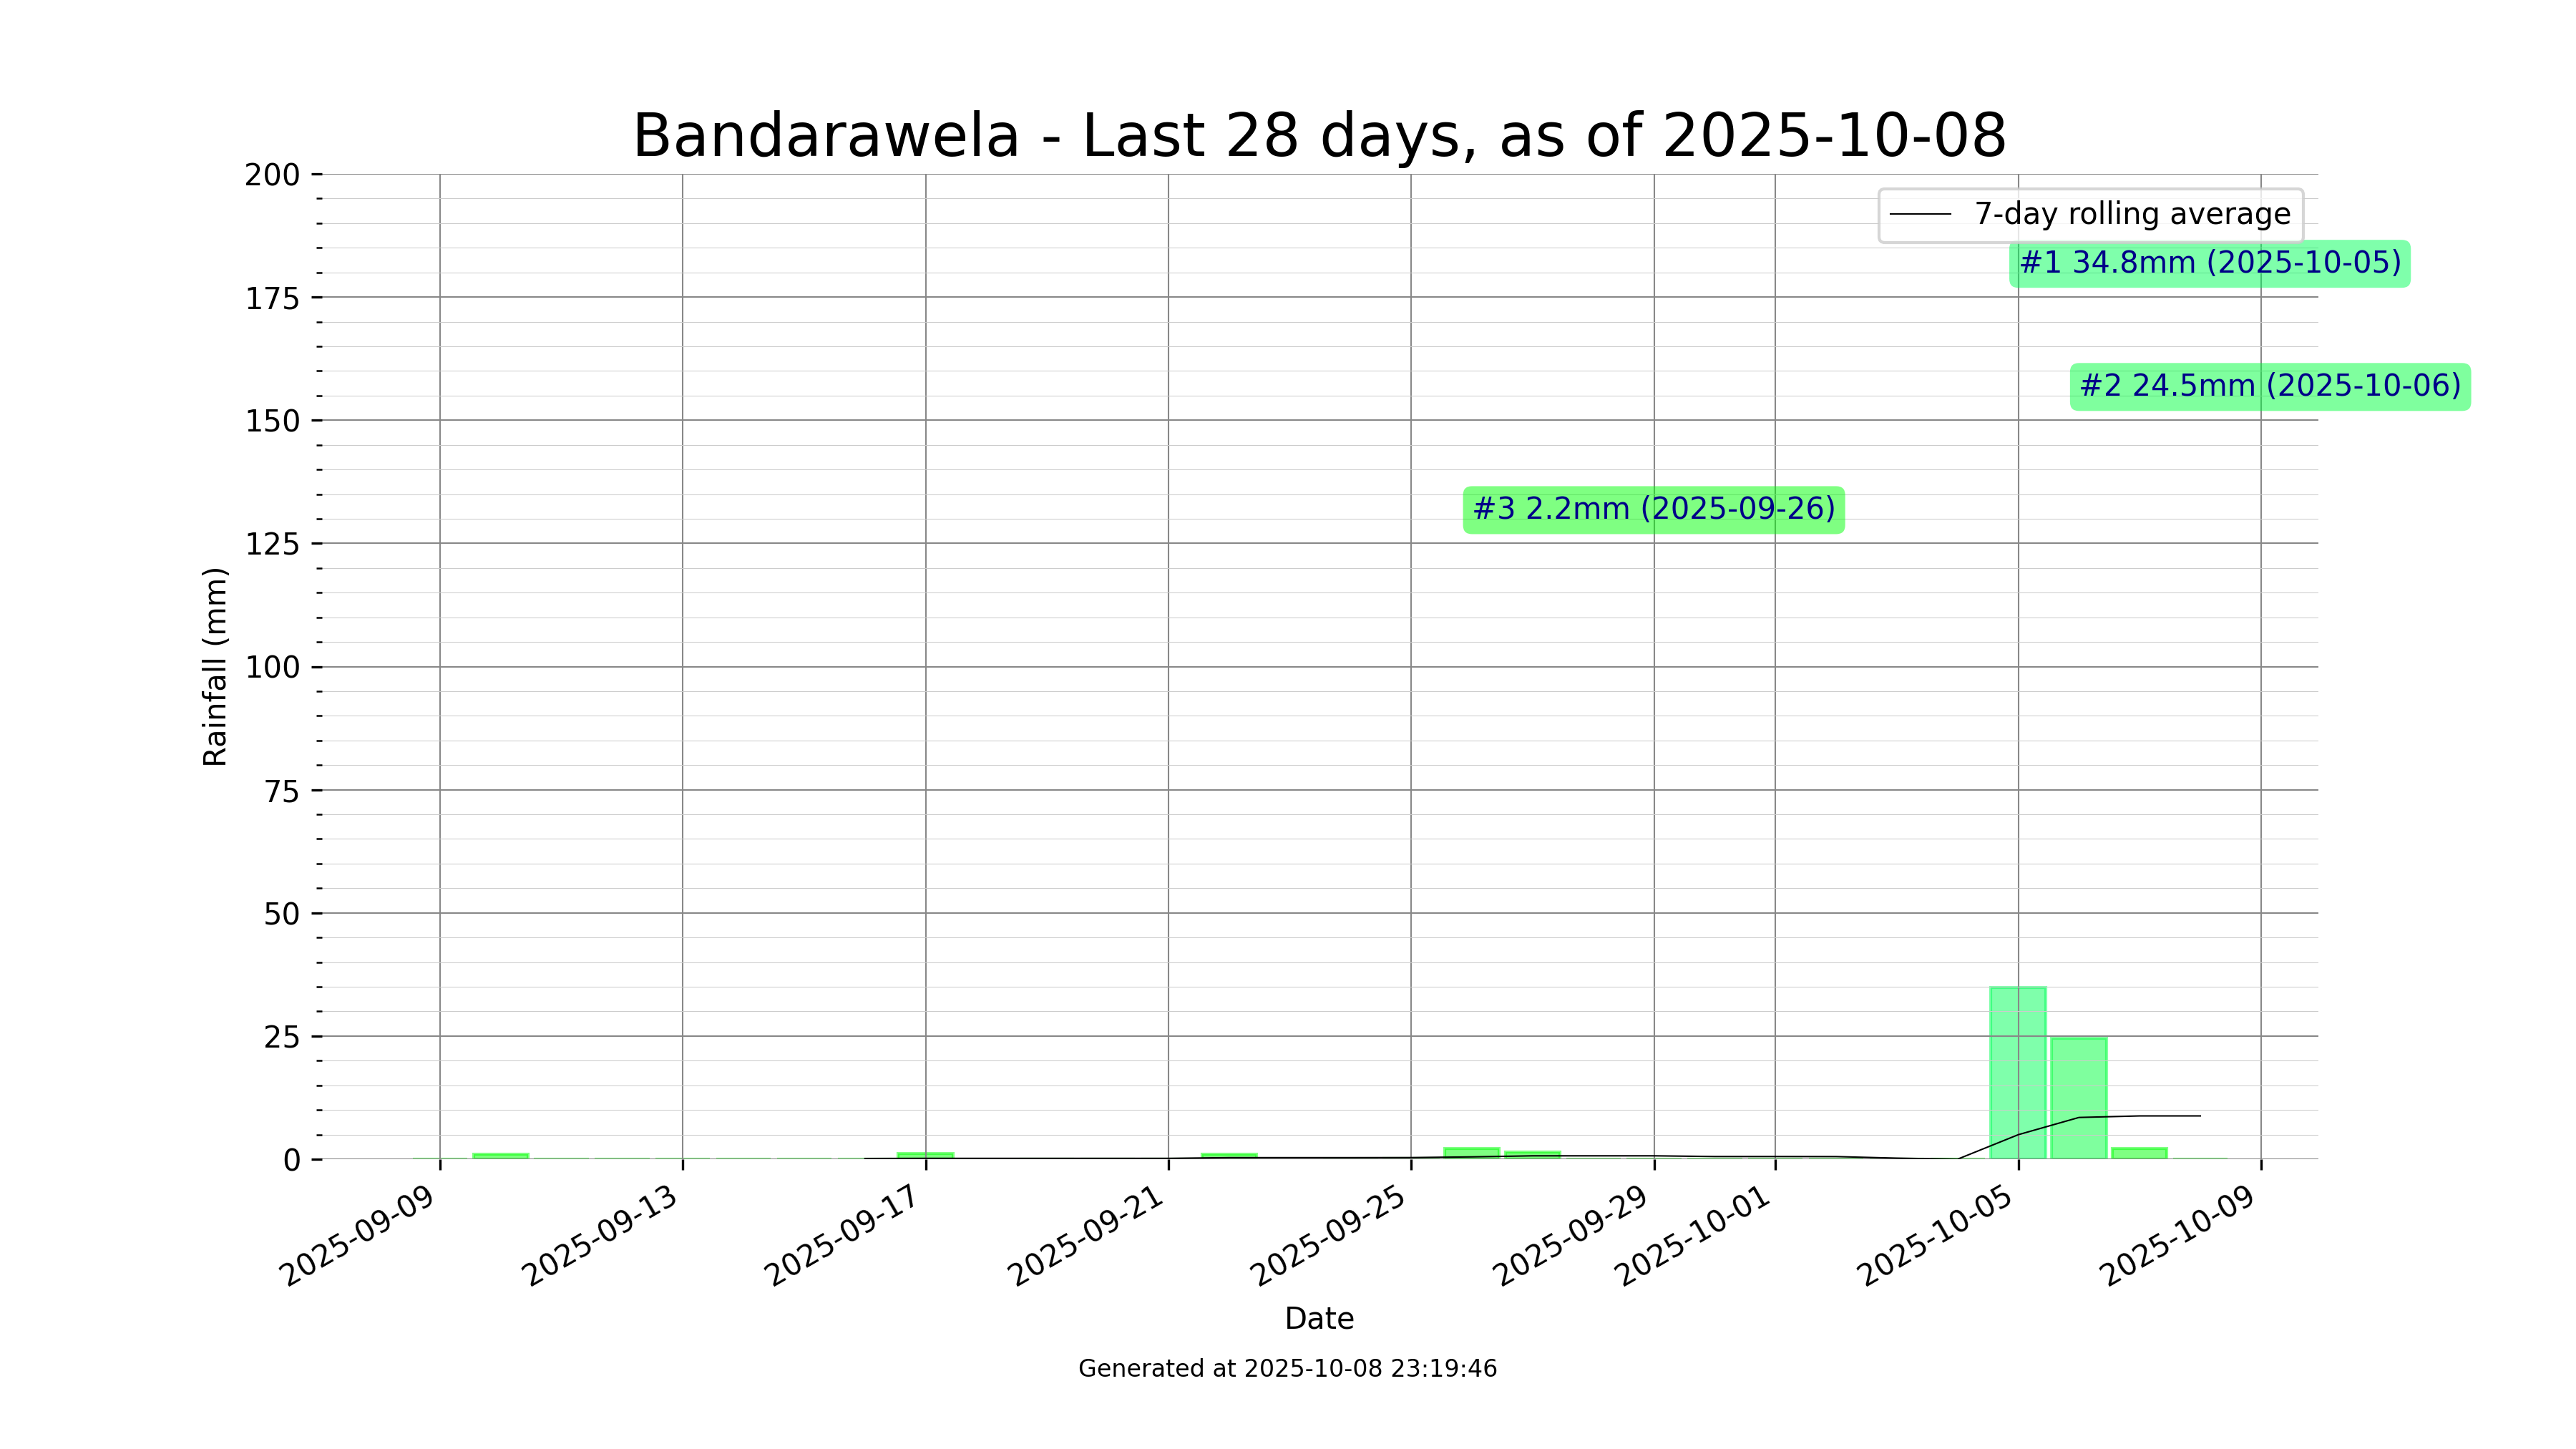 Bandarawela - Last 28 days, as of 2025-10-08
200
175
150
125
100
75
50
25
0
Rainfall (mm)
7-day rolling average
#1 34.8mm (2025-10-05)
#2 24.5mm (2025-10-06)
#3 2.2mm (2025-09-26)
2025-09-09
2025-09-13
2025-09-17
2025-09-21
2025-09-25
2025-09-29
2025-10-01
2025-10-05
2025-10-09
Date
Generated at 2025-10-08 23:19:46